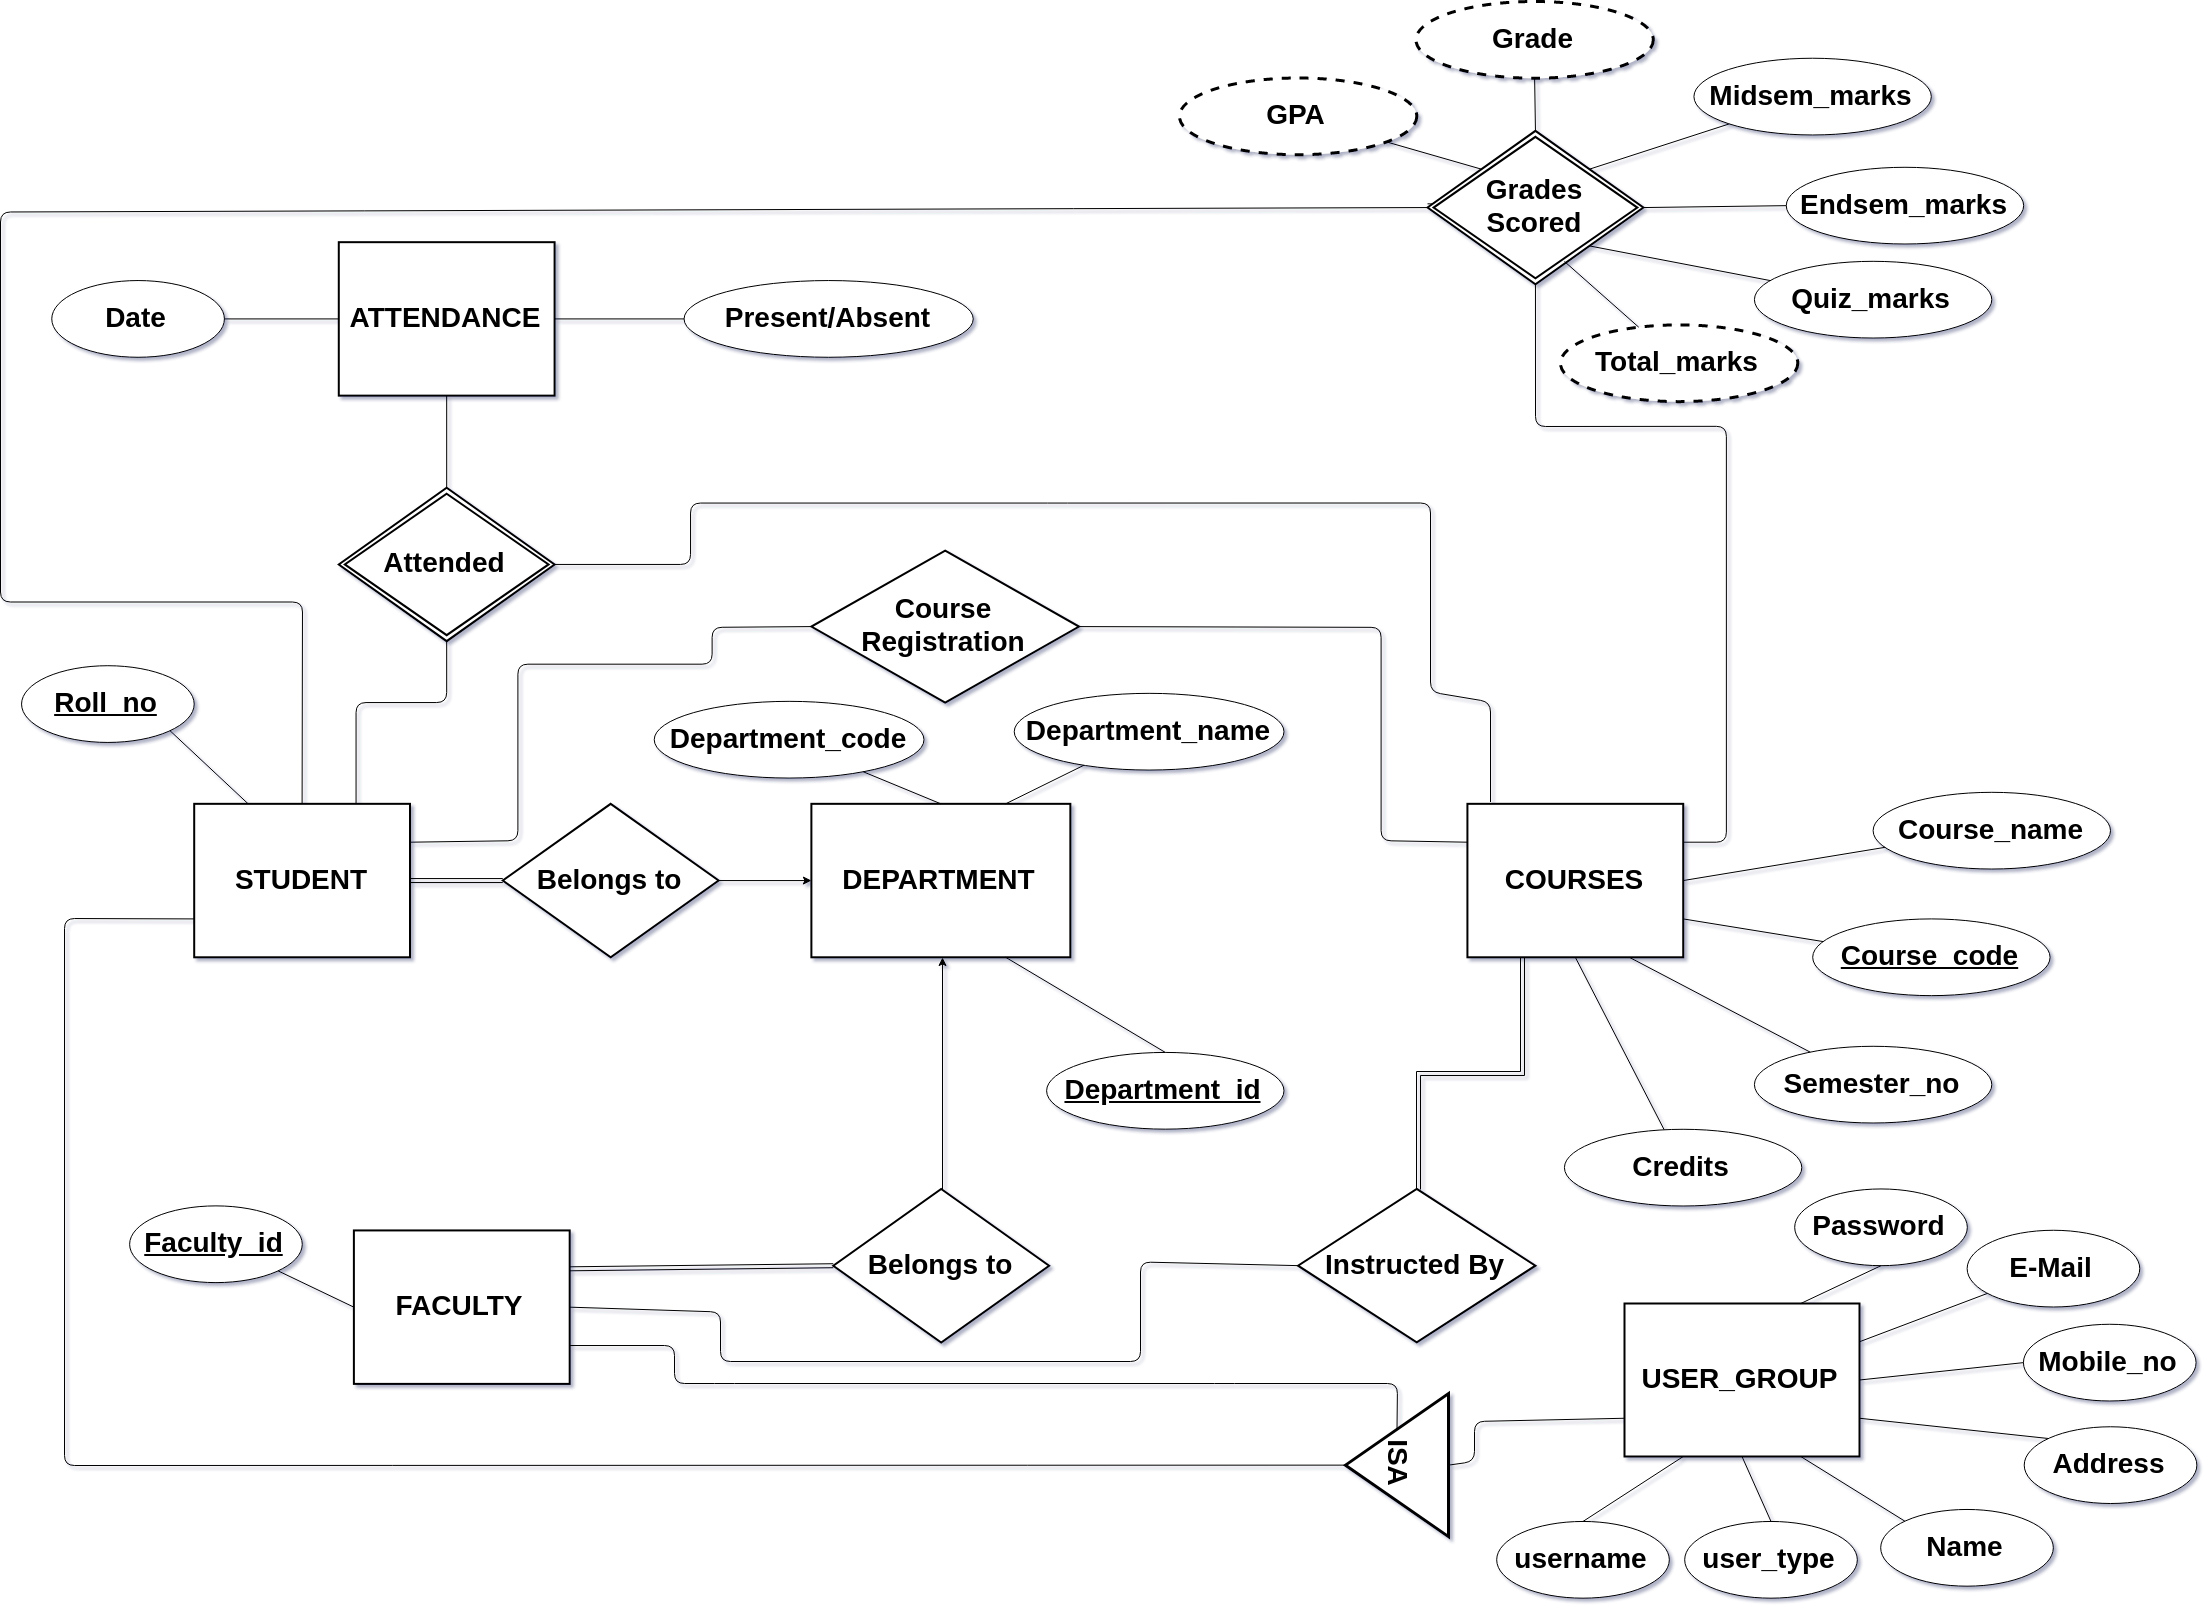 Grade
GPA
Midsem_marks
Grades
Scored
Endsem_marks
Quiz_marks
Total_marks
Date
ATTENDANCE
Present/Absent
Attended
Course
Registration
Roll_no
Department_code
Department_name
STUDENT
Belongs to
DEPARTMENT
COURSES
Course_name
Course_code
Department_id
Semester_no
Credits
Faculty_id
FACULTY
Belongs to
Instructed By
Password
E-Mail
USER_GROUP
Mobile_no
ISA
Address
username
user_type
Name